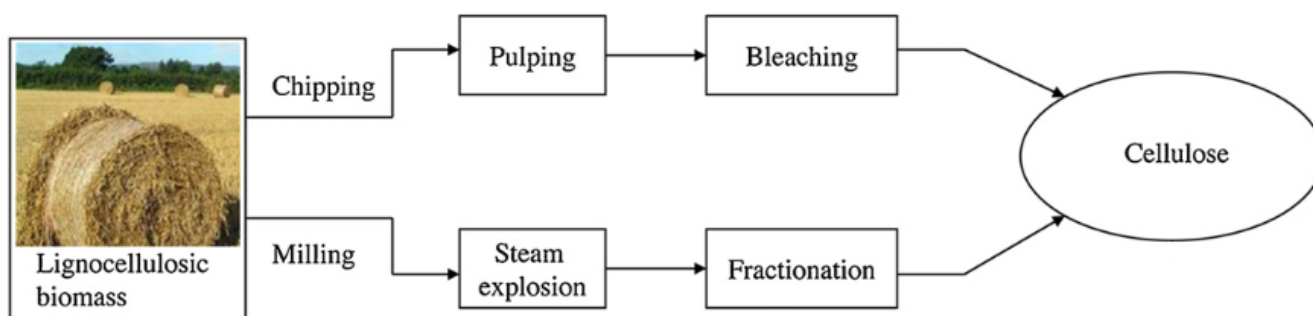 Chipping
Pulping
Bleaching
Cellulose
Lignocellulosic
biomass
Milling
Steam
explosion
Fractionation